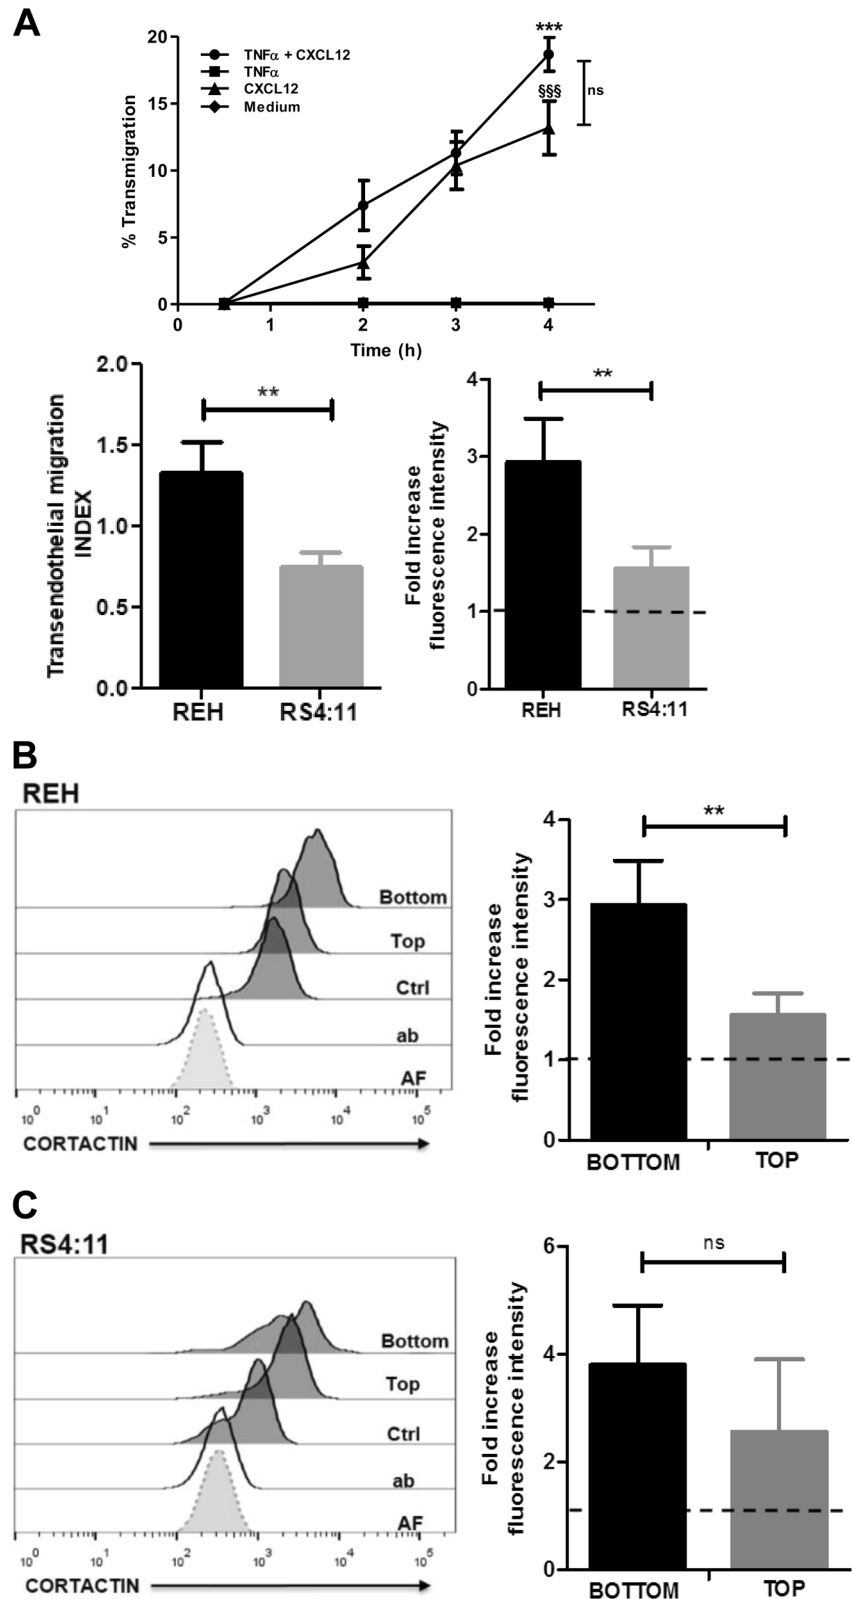 A
***
20
TNFα + CXCL12
TNFα
CXCL12
Medium
§§§
ns
15
10
5
0
% Transmigration
0 1 2 3 4
Time (h)
2.0
1.5
1.0
0.5
0.0
Transendothelial migration
INDEX
**
REH RS4:11
4
3
2
1
0
Fold increase
fluorescence intensity
**
REH RS4:11
B
REH
Bottom
Top
Ctrl
ab
AF
10^0 10^1 10^2 10^3 10^4 10^5
CORTACTIN
4
3
2
1
0
Fold increase
fluorescence intensity
**
BOTTOM TOP
C
RS4:11
Bottom
Top
Ctrl
ab
AF
10^0 10^1 10^2 10^3 10^4 10^5
CORTACTIN
6
4
2
0
Fold increase
fluorescence intensity
ns
BOTTOM TOP